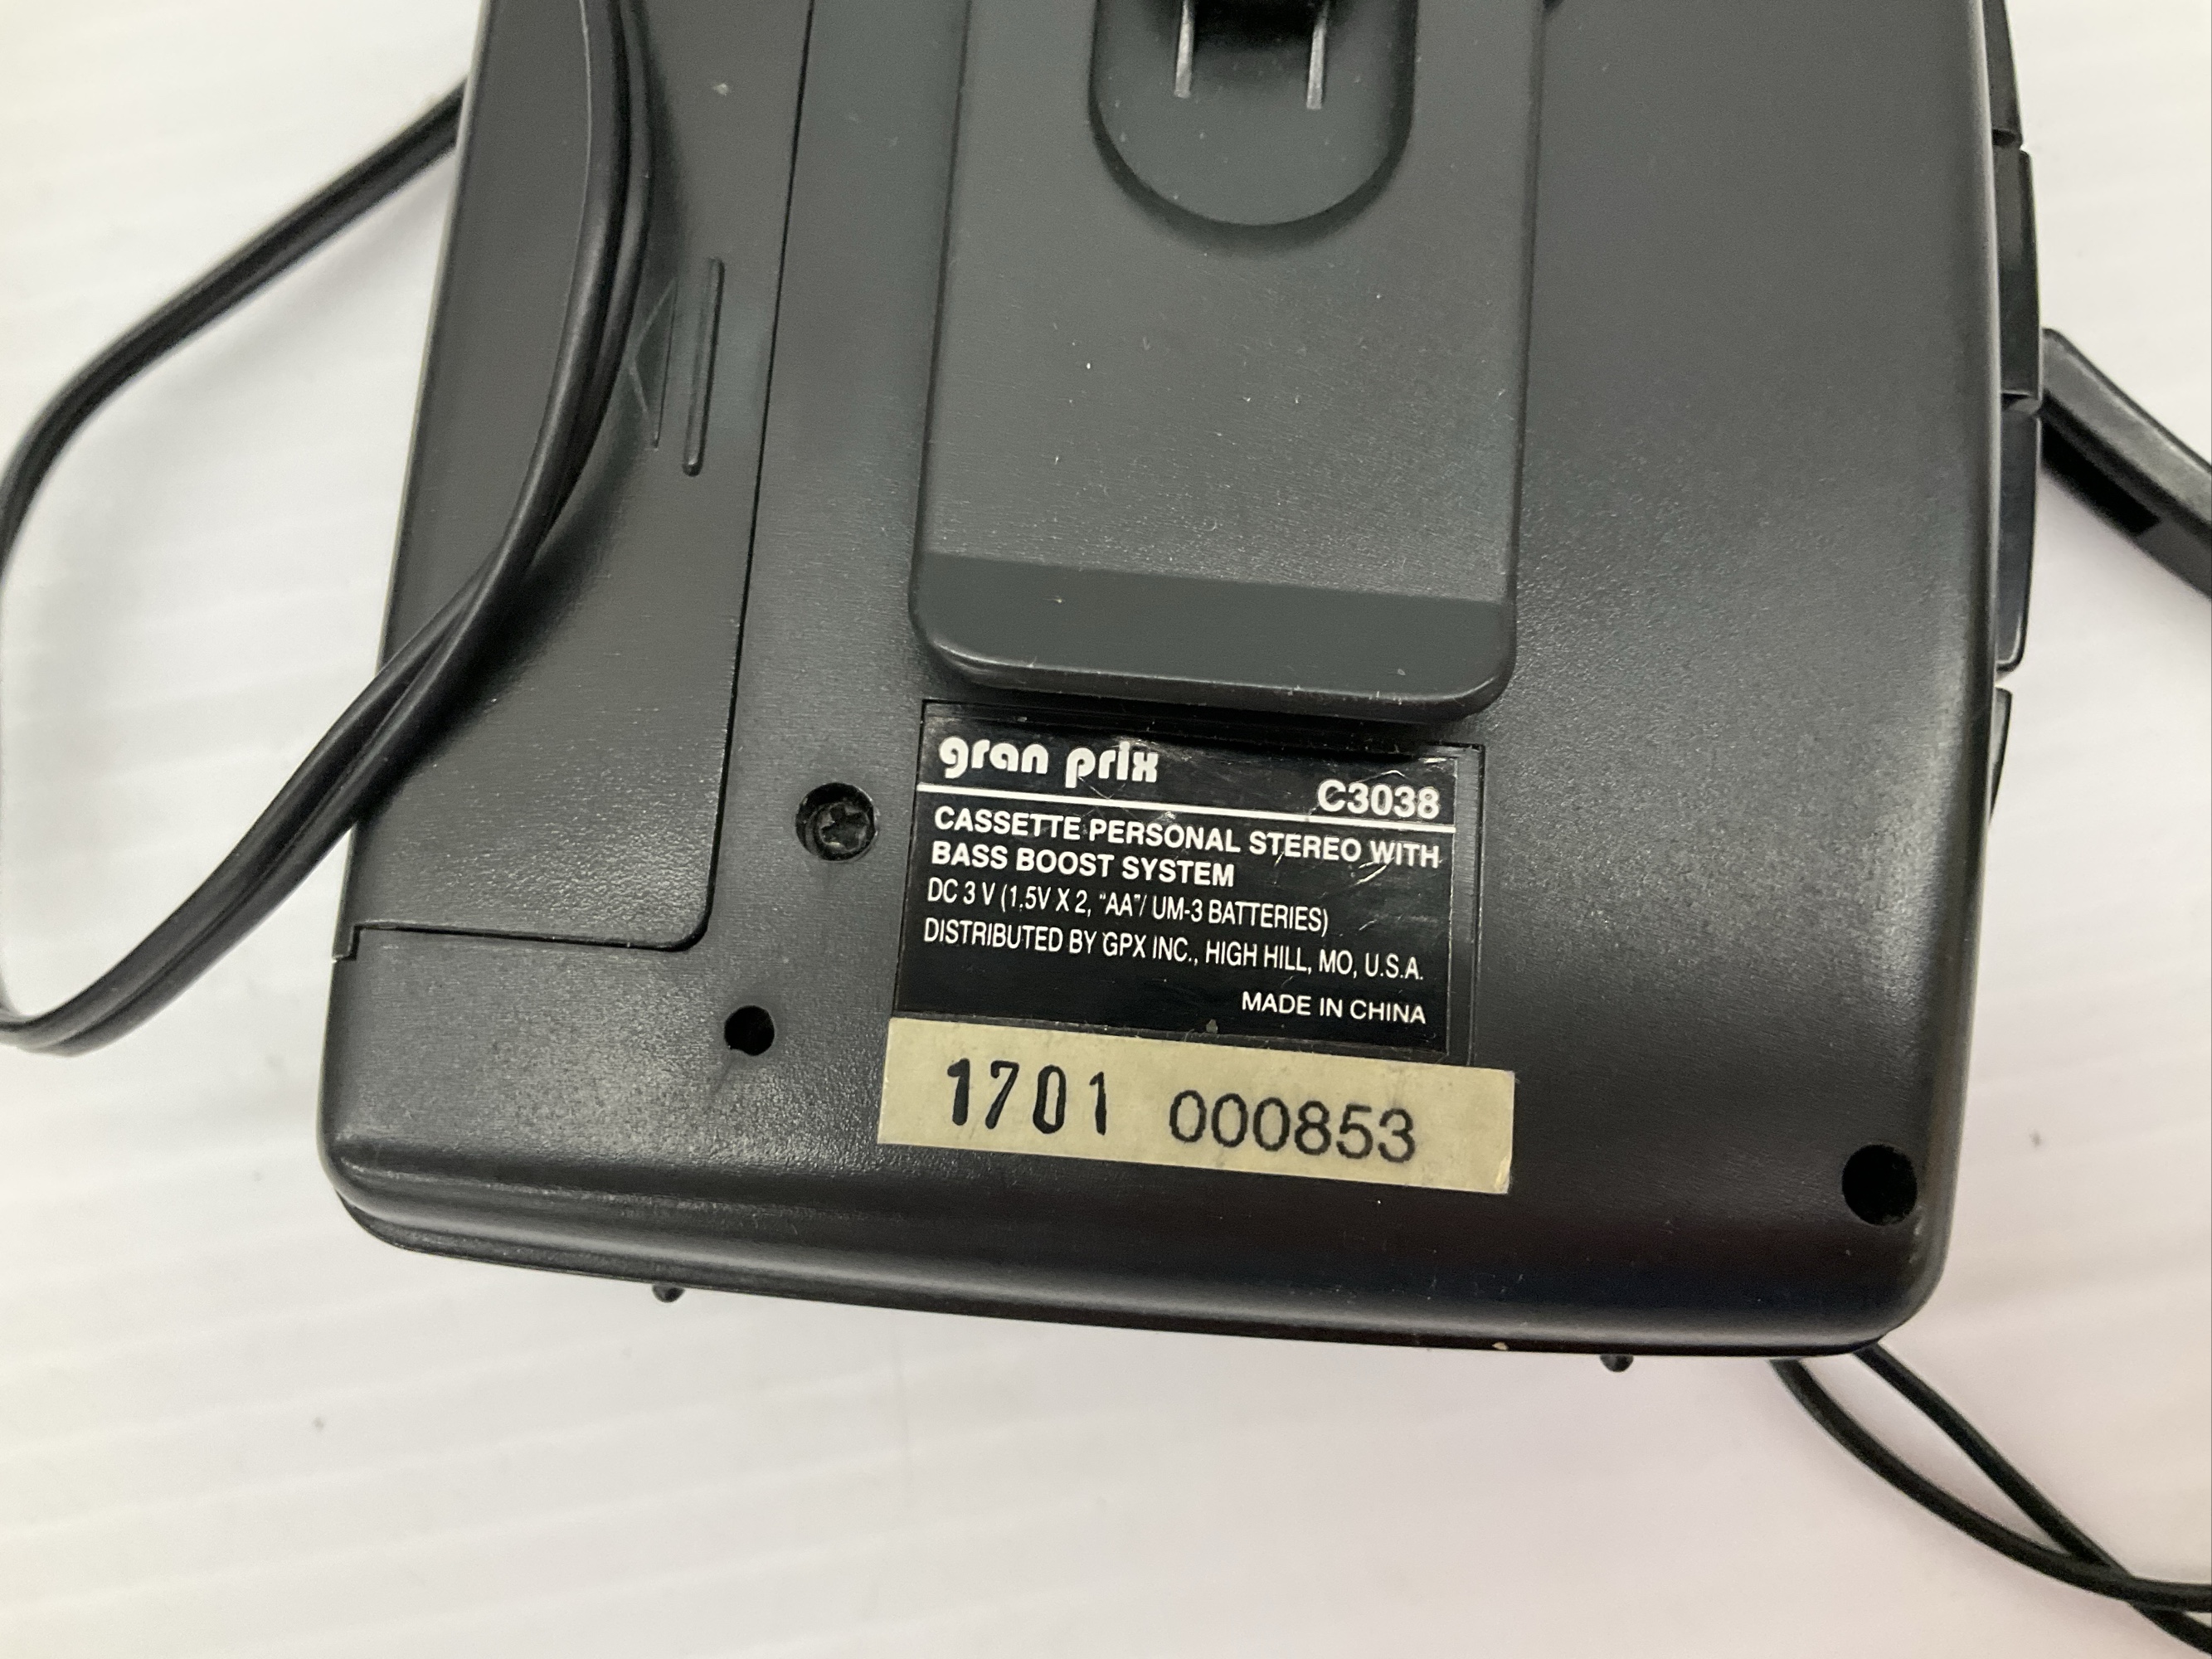 gran prix
C3038
CASSETTE PERSONAL STEREO WITH
BASS BOOST SYSTEM
DC 3 V (1.5V X 2, "AA"/ UM-3 BATTERIES)
DISTRIBUTED BY GPX INC., HIGH HILL, MO, U.S.A.
MADE IN CHINA
1701 000853